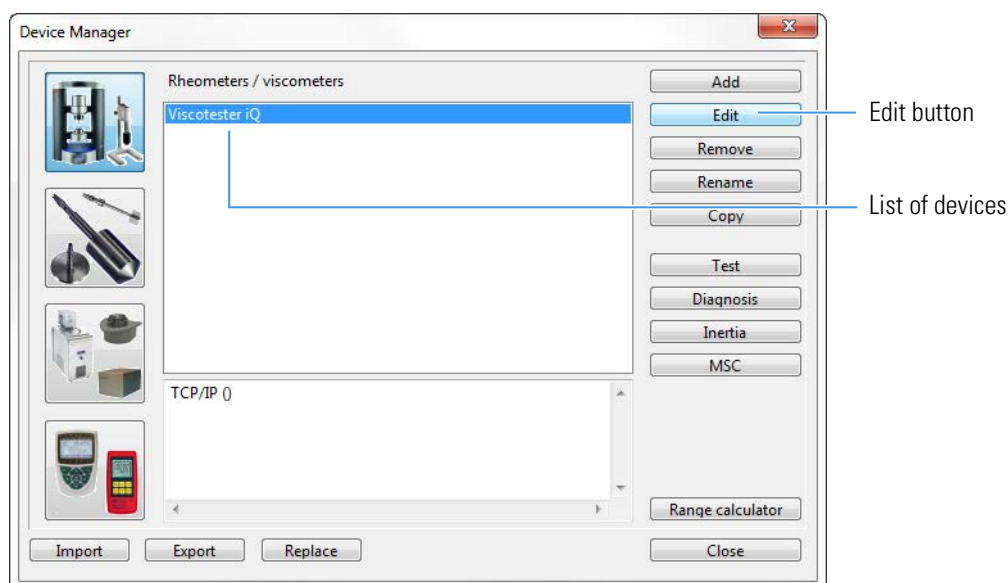 Device Manager
Rheometers / viscometers
Viscotester iQ
TCP/IP ()
Add
Edit
Remove
Rename
Copy
Test
Diagnosis
Inertia
MSC
Range calculator
Import
Export
Replace
Close
Edit button
List of devices